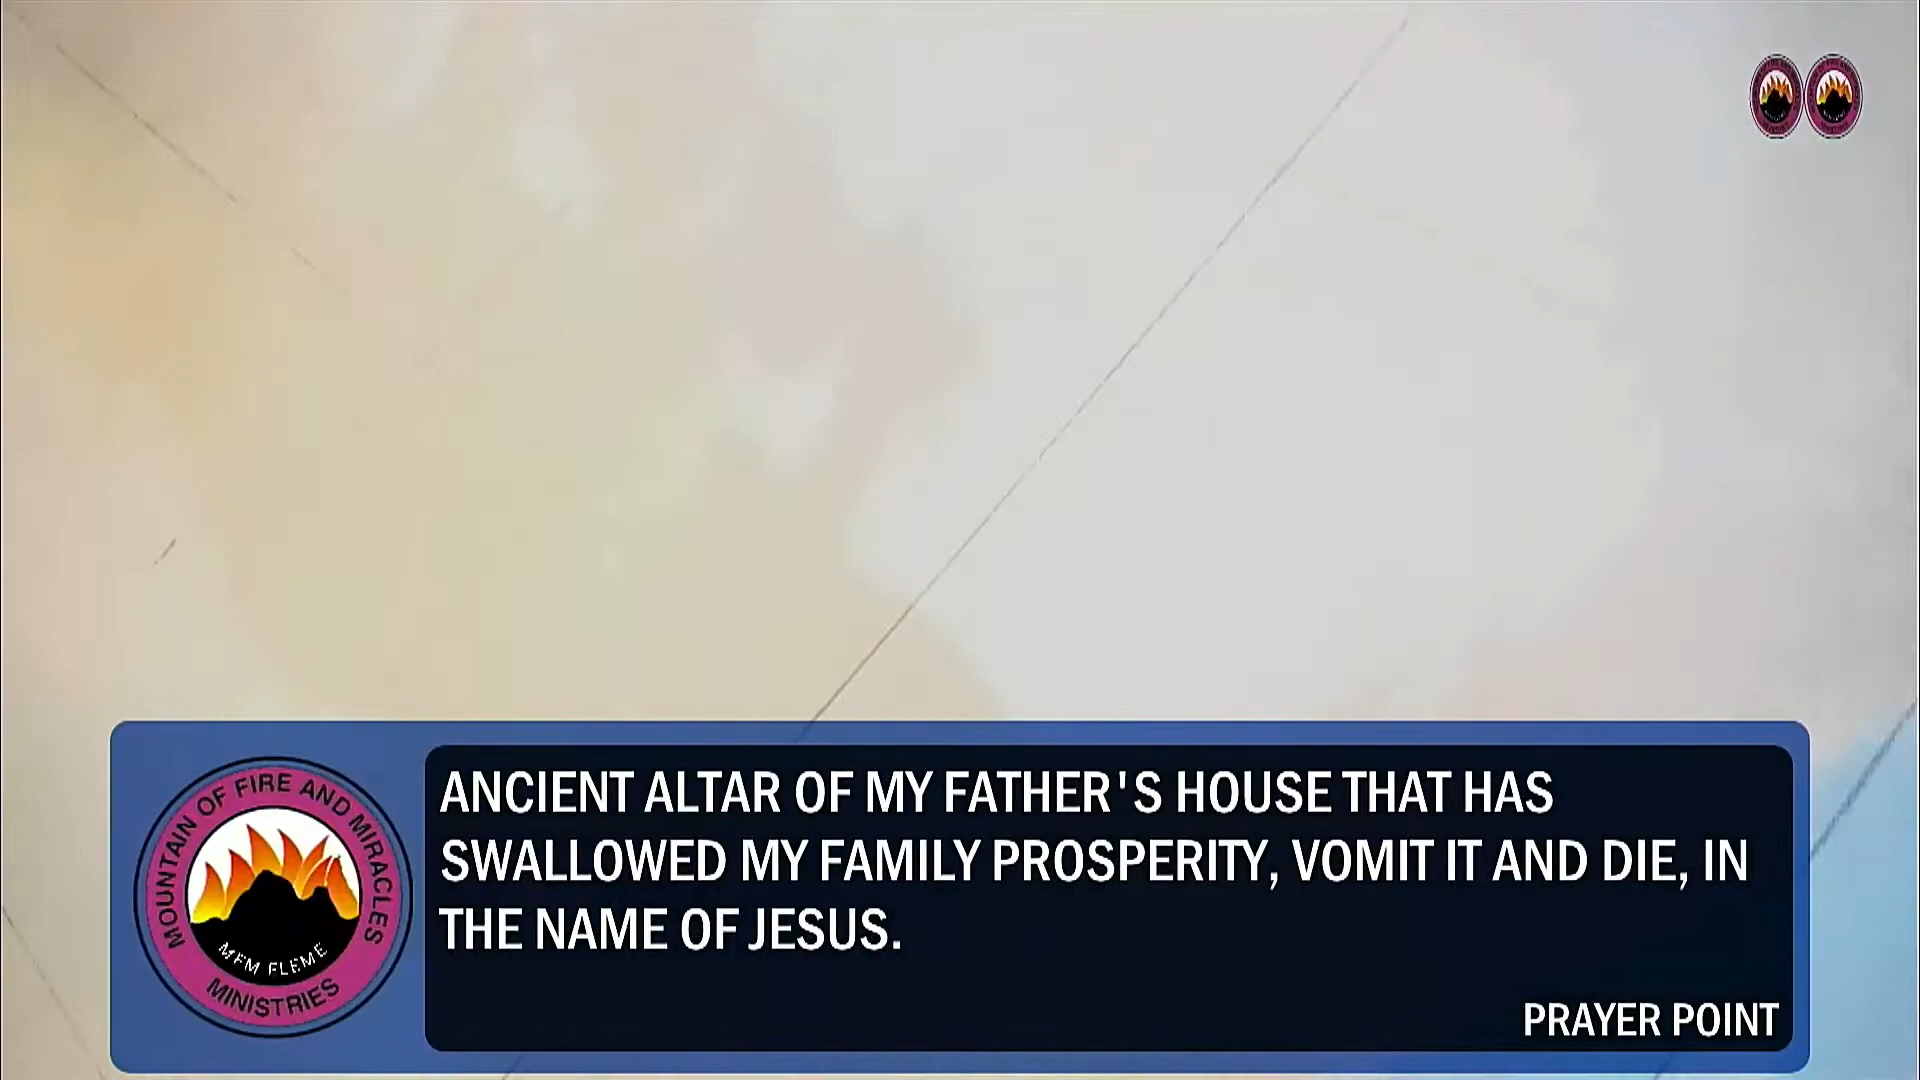 ANCIENT ALTAR OF MY FATHER'S HOUSE THAT HAS
SWALLOWED MY FAMILY PROSPERITY, VOMIT IT AND DIE, IN
THE NAME OF JESUS.
PRAYER POINT
MOUNTAIN OF FIRE AND MIRACLES
MFM FLEME
MINISTRIES